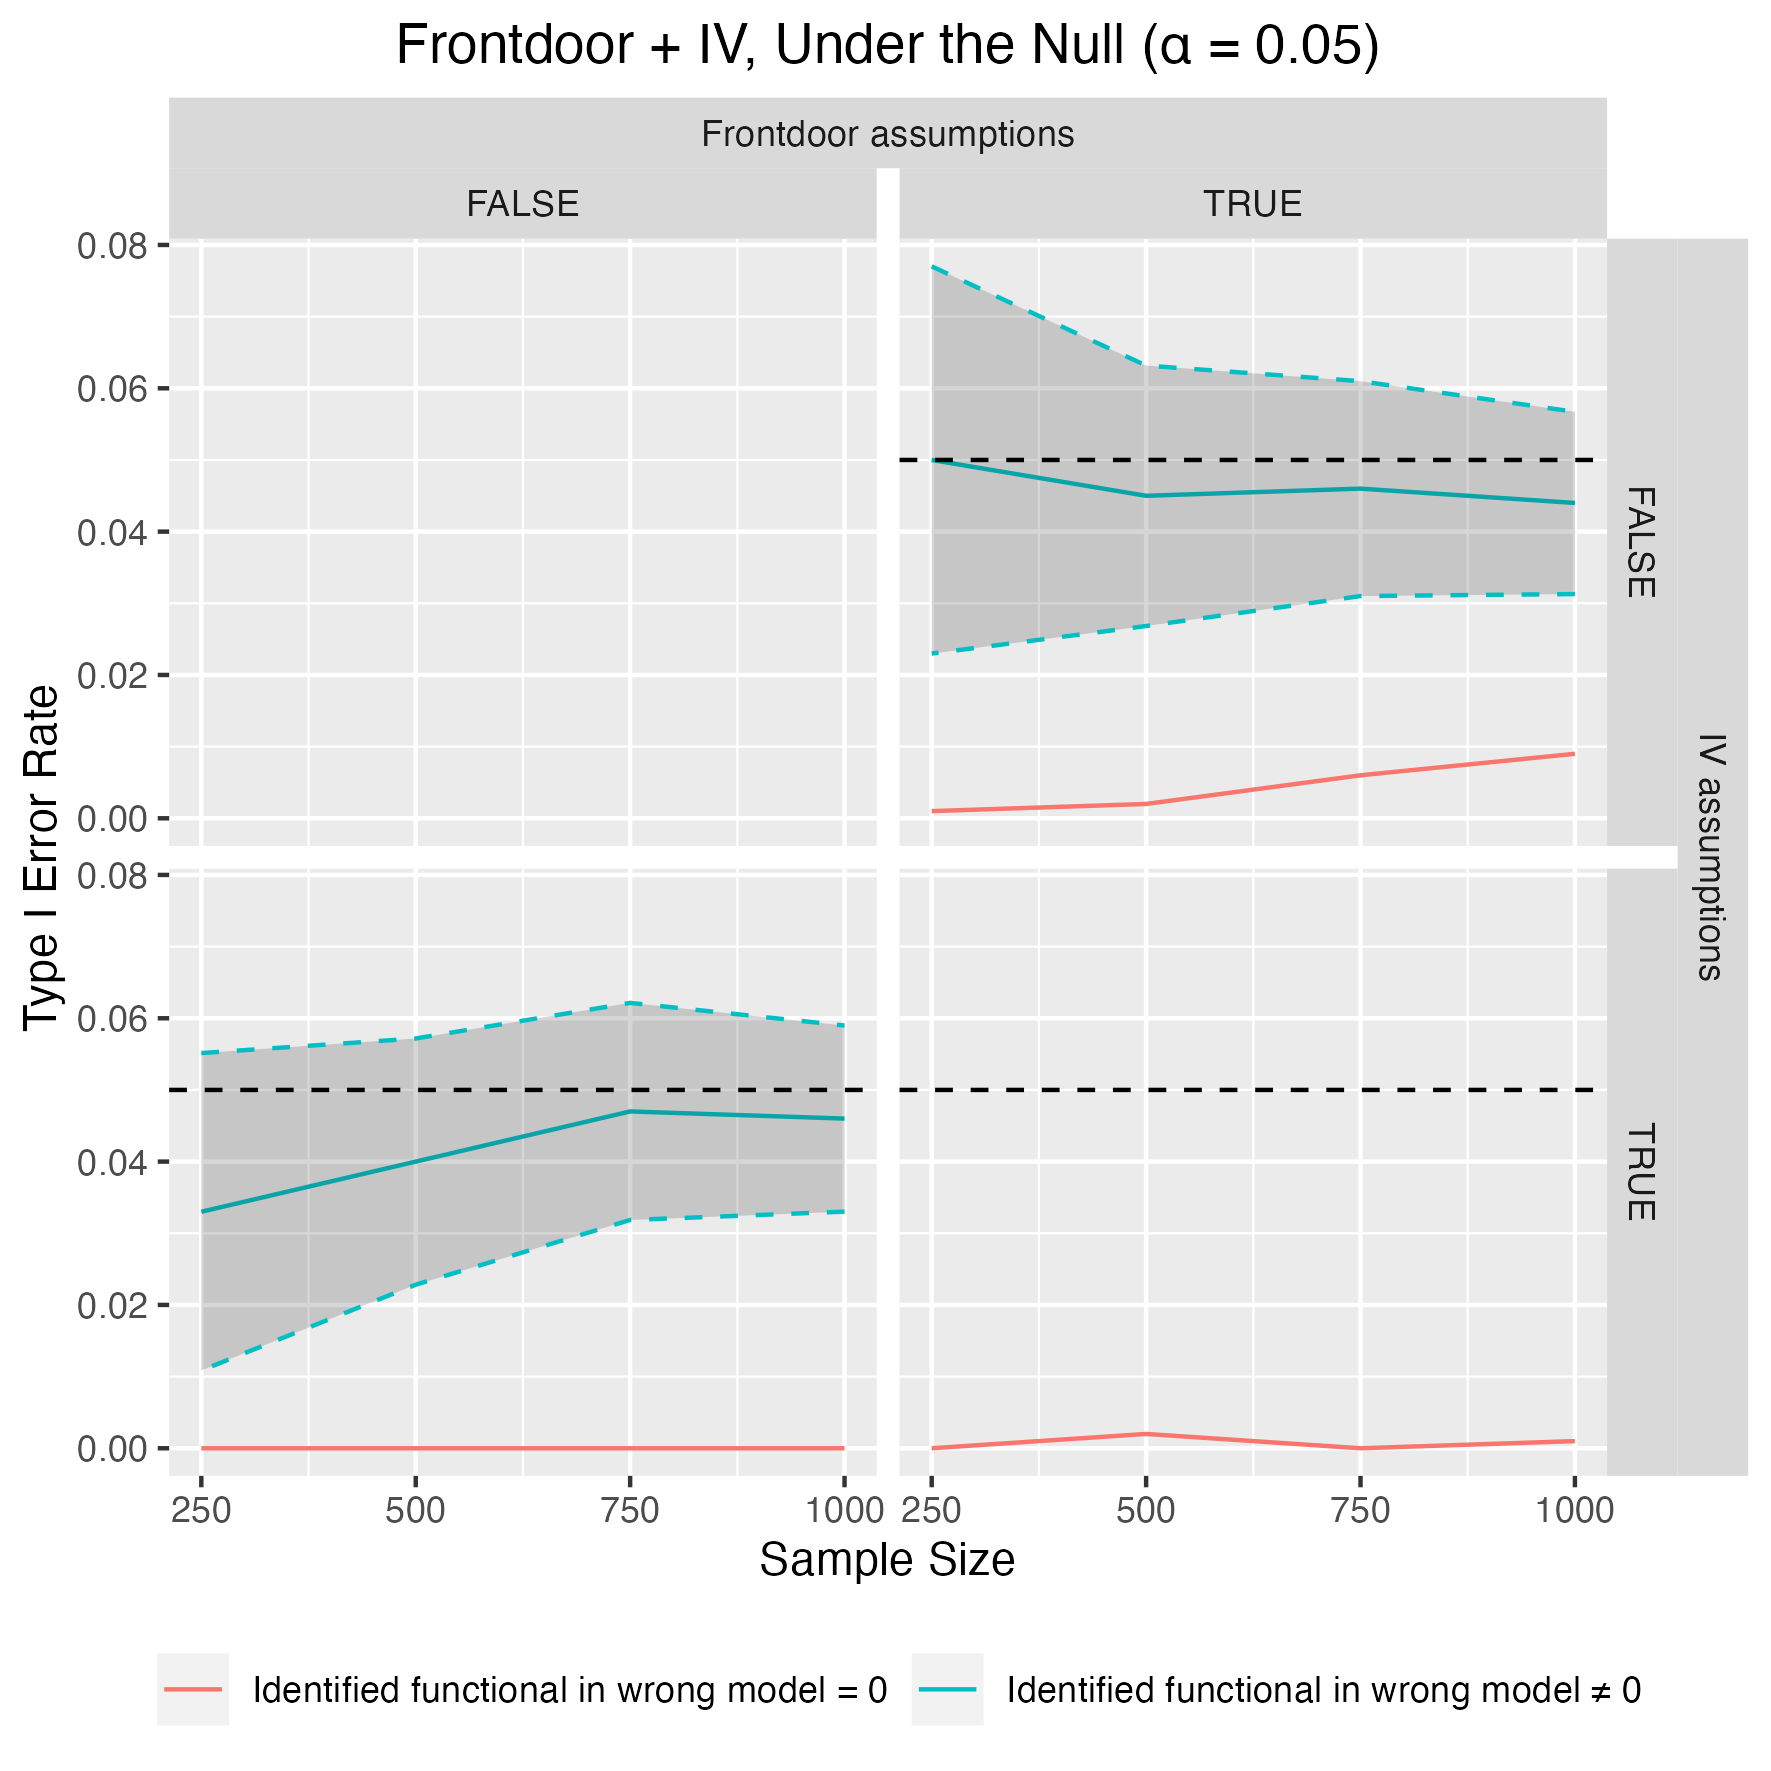 Frontdoor + IV, Under the Null (α = 0.05)
Frontdoor assumptions
FALSE
TRUE
0.08
0.06
0.04
0.02
0.00
FALSE
IV assumptions
Type I Error Rate
0.08
0.06
0.04
0.02
0.00
TRUE
250
500
750
1000
250
500
750
1000
Sample Size
Identified functional in wrong model = 0
Identified functional in wrong model ≠ 0